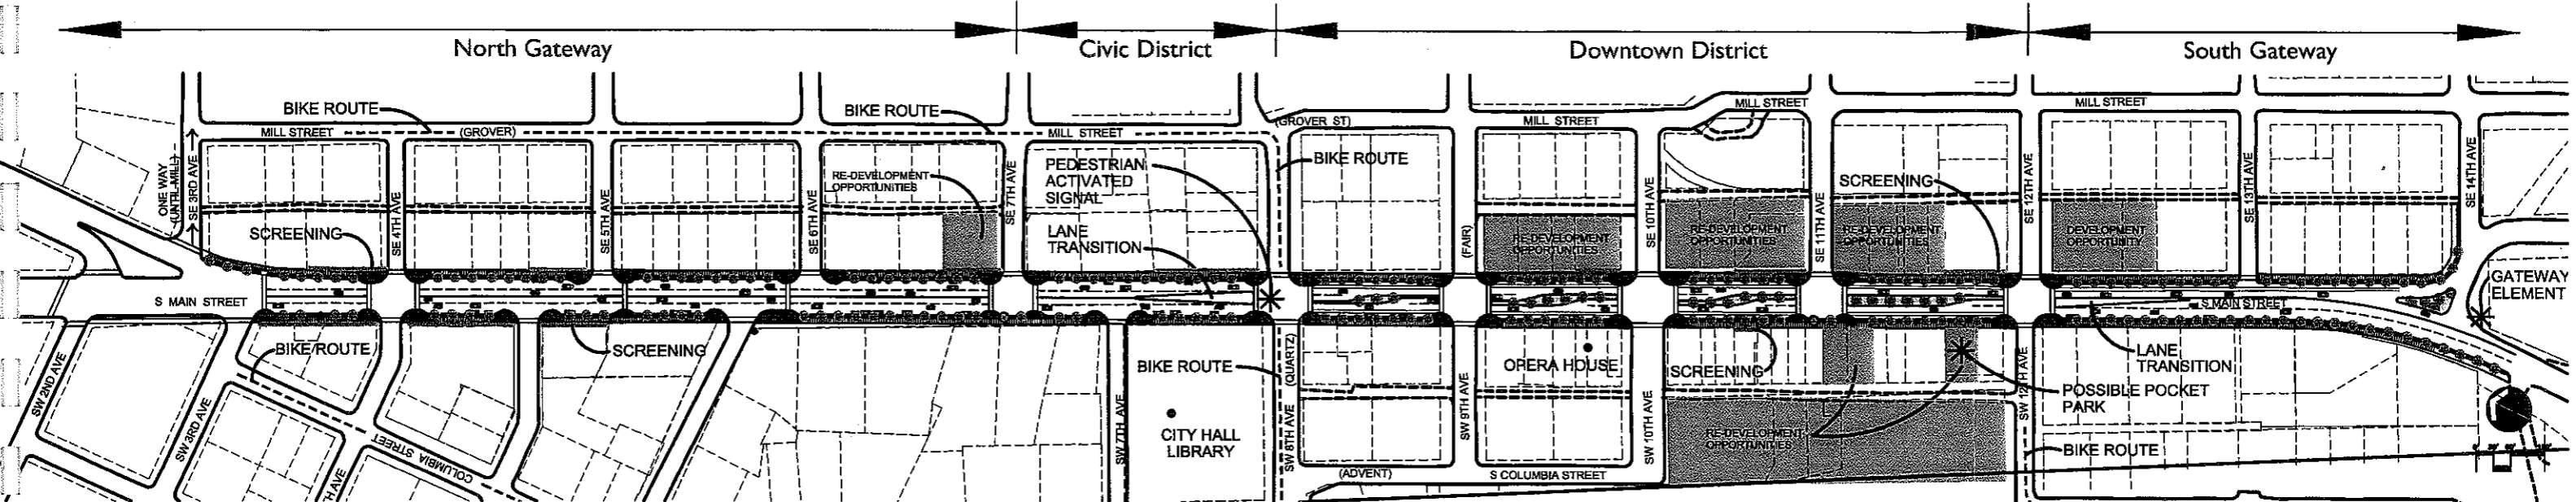 North Gateway
Civic District
Downtown District
South Gateway
BIKE ROUTE
BIKE ROUTE
MILL STREET
(GROVER)
MILL STREET
(GROVER ST)
MILL STREET
MILL STREET
MILL STREET
ONE WAY
(UNTIL MILL)
SE 3RD AVE
SE 4TH AVE
SE 5TH AVE
SE 6TH AVE
SE 7TH AVE
RE-DEVELOPMENT
OPPORTUNITIES
PEDESTRIAN
ACTIVATED
SIGNAL
LANE
TRANSITION
BIKE ROUTE
(FAIR)
RE-DEVELOPMENT
OPPORTUNITIES
SE 10TH AVE
RE-DEVELOPMENT
OPPORTUNITIES
SE 11TH AVE
SCREENING
RE-DEVELOPMENT
OPPORTUNITIES
SE 12TH AVE
DEVELOPMENT
OPPORTUNITY
SE 13TH AVE
SE 14TH AVE
SCREENING
GATEWAY
ELEMENT
S MAIN STREET
S MAIN STREET
SW 2ND AVE
BIKE ROUTE
SCREENING
SW 3RD AVE
COLUMBIA STREET
TH AVE
SW 7TH AVE
BIKE ROUTE
CITY HALL
LIBRARY
(QUARTZ)
SW 8TH AVE
OPERA HOUSE
SW 9TH AVE
SW 10TH AVE
SCREENING
RE-DEVELOPMENT
OPPORTUNITIES
SW 12TH AVE
LANE
TRANSITION
POSSIBLE POCKET
PARK
BIKE ROUTE
(ADVENT)
S COLUMBIA STREET